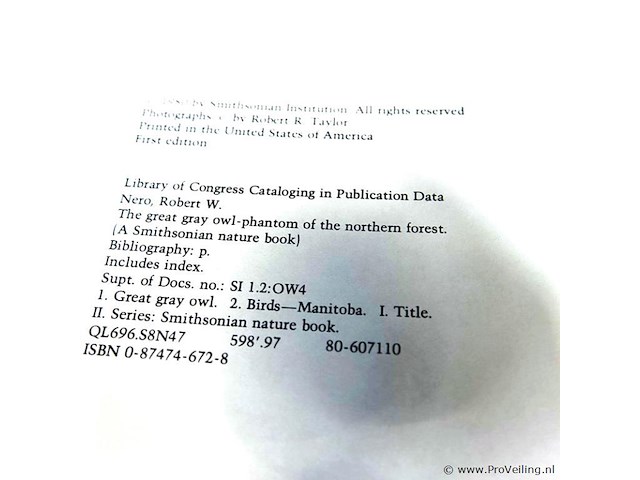 by Smithsonian Institution. All rights reserved
Photographs © by Robert R. Taylor
Printed in the United States of America
First edition
Library of Congress Cataloging in Publication Data
Nero, Robert W.
The great gray owl-phantom of the northern forest.
(A Smithsonian nature book)
Bibliography: p.
Includes index.
Supt. of Docs. no.: SI 1.2:OW4
1. Great gray owl. 2. Birds—Manitoba. I. Title.
II. Series: Smithsonian nature book.
QL696.S8N47 598'.97 80-607110
ISBN 0-87474-672-8
© www.ProVeiling.nl